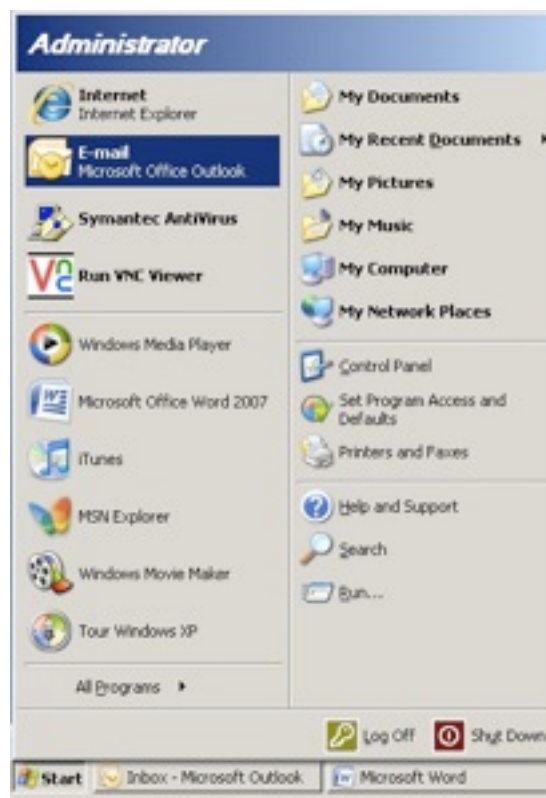 Administrator
Internet
Internet Explorer
E-mail
Microsoft Office Outlook
Symantec AntiVirus
Run VNC Viewer
Windows Media Player
Microsoft Office Word 2007
iTunes
MSN Explorer
Windows Movie Maker
Tour Windows XP
All Programs
My Documents
My Recent Documents
My Pictures
My Music
My Computer
My Network Places
Control Panel
Set Program Access and
Defaults
Printers and Faxes
Help and Support
Search
Run...
Log Off
Shut Down
Start
Inbox - Microsoft Outlook
Microsoft Word